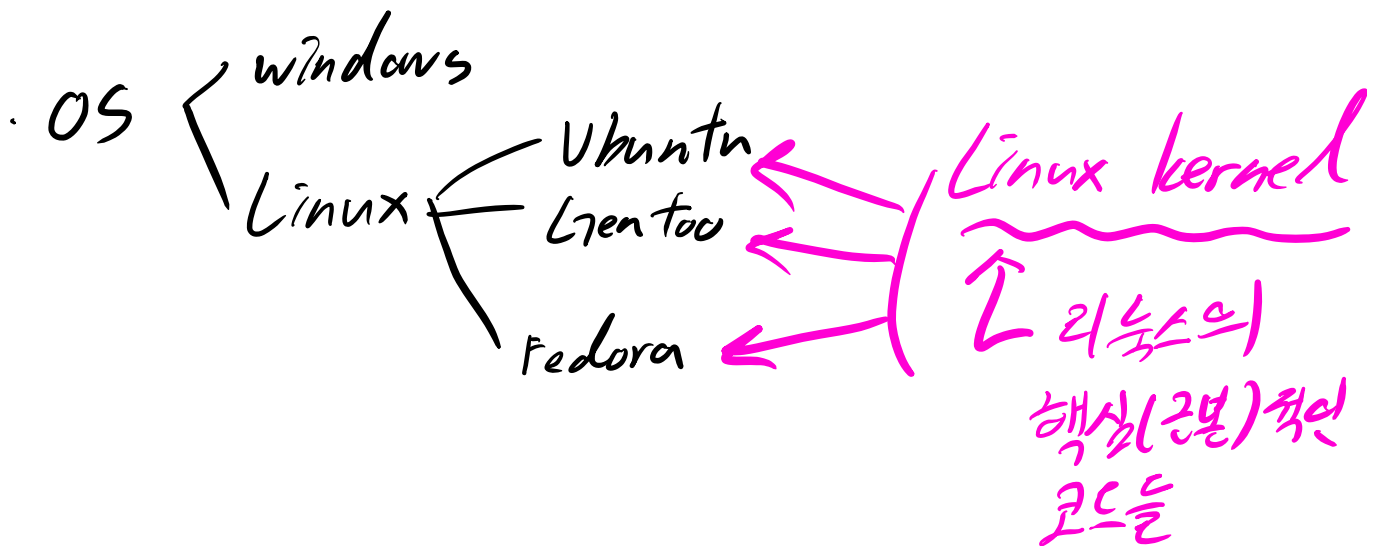 OS
windows
Linux
Ubuntu
Gentoo
Fedora
Linux kernel
리눅스의
핵심(근본)적인
코드들